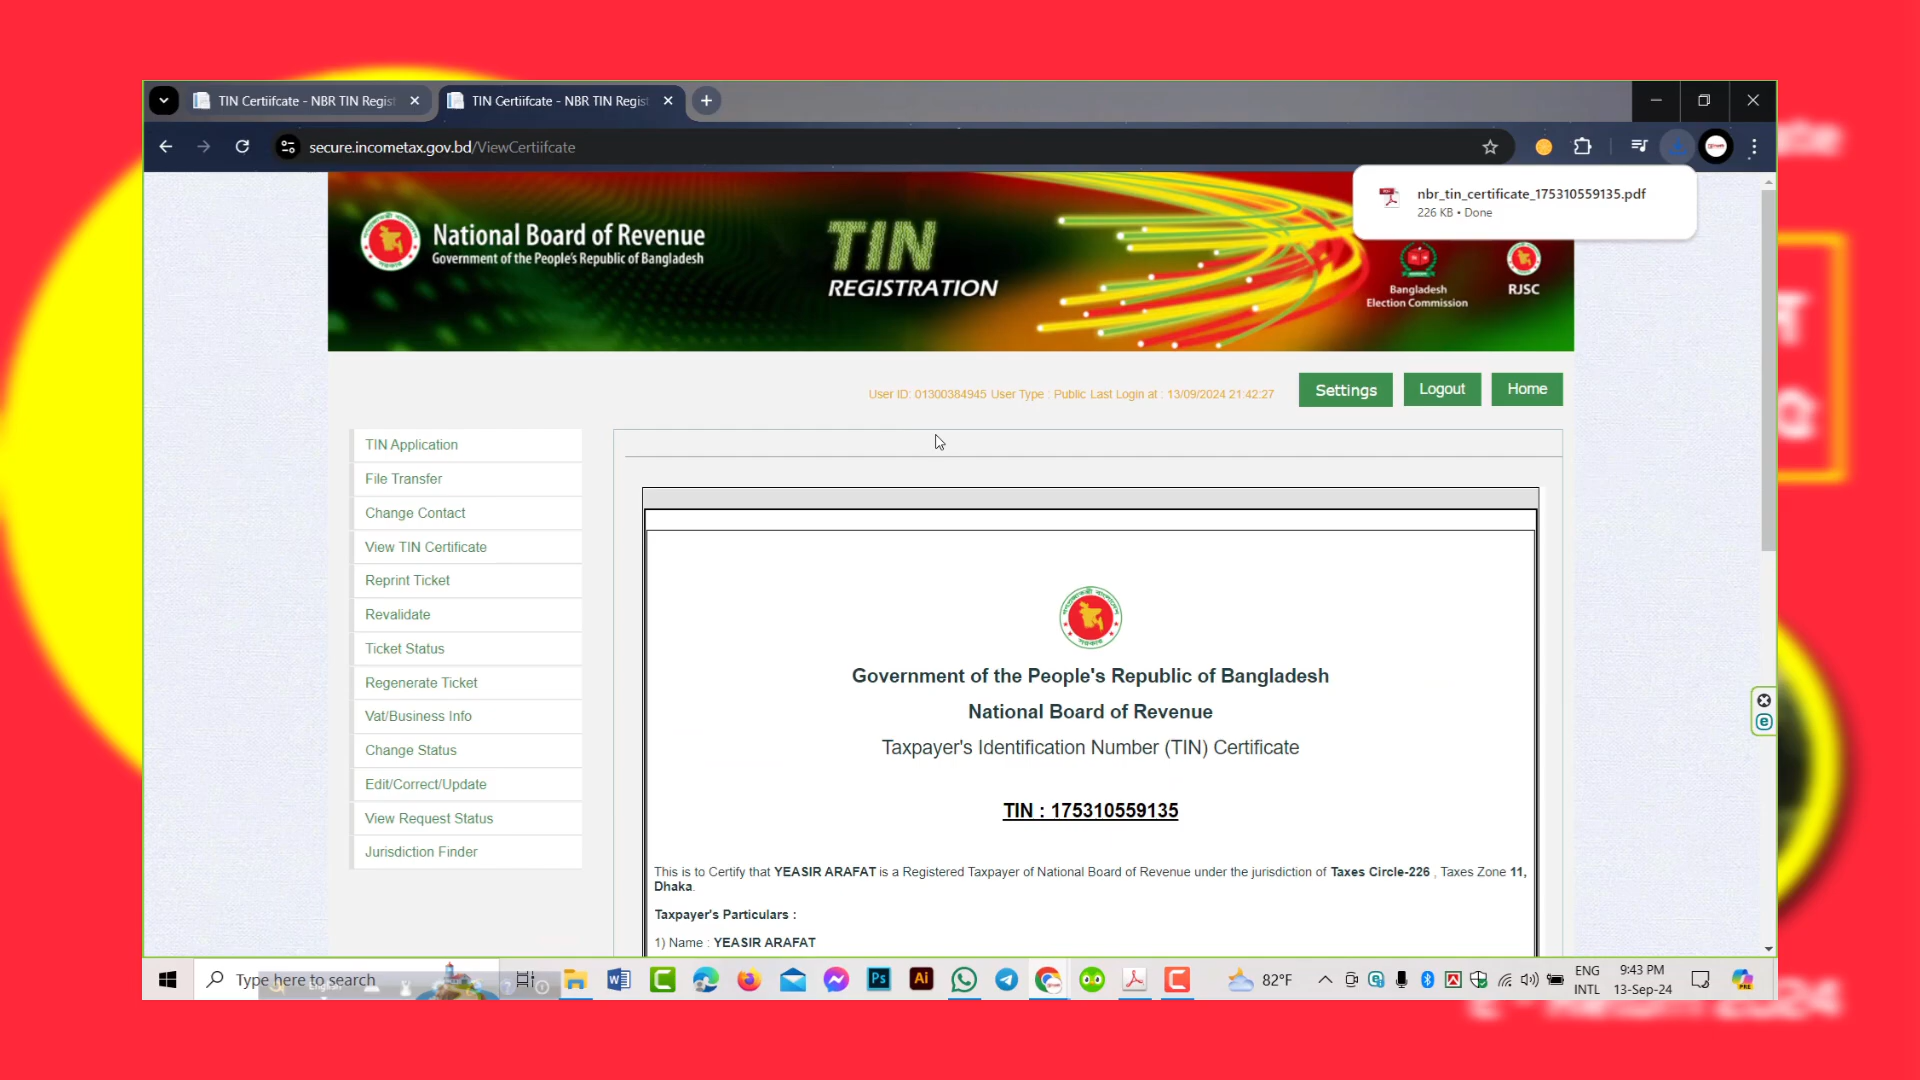 TIN Certiifcate - NBR TIN Regist
TIN Certiifcate - NBR TIN Regist
secure.incometax.gov.bd/ViewCertiifcate
nbr_tin_certificate_175310559135.pdf
226 KB • Done
National Board of Revenue
Government of the People's Republic of Bangladesh
TIN
REGISTRATION
Bangladesh
Election Commission
RJSC
User ID: 01300384945 User Type : Public Last Login at : 13/09/2024 21:42:27
Settings
Logout
Home
TIN Application
File Transfer
Change Contact
View TIN Certificate
Reprint Ticket
Revalidate
Ticket Status
Regenerate Ticket
Vat/Business Info
Change Status
Edit/Correct/Update
View Request Status
Jurisdiction Finder
Government of the People's Republic of Bangladesh
National Board of Revenue
Taxpayer's Identification Number (TIN) Certificate
TIN : 175310559135
This is to Certify that YEASIR ARAFAT is a Registered Taxpayer of National Board of Revenue under the jurisdiction of Taxes Circle-226 , Taxes Zone 11,
Dhaka.
Taxpayer's Particulars :
1) Name : YEASIR ARAFAT
Type here to search
Ps
Ai
82°F
ENG
INTL
9:43 PM
13-Sep-24
PRE
2024